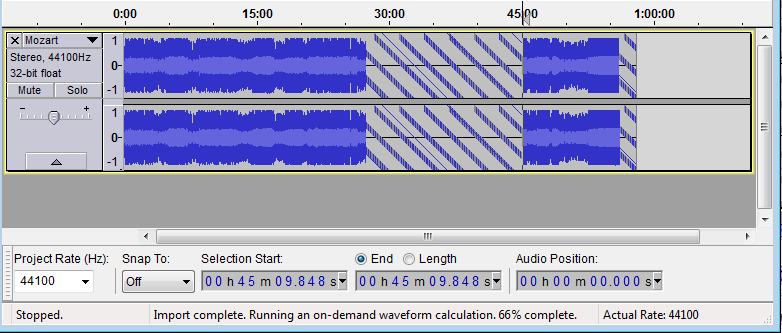 0:00 15:00 30:00 45:00 1:00:00
× Mozart ▼ 1
Stereo, 44100Hz
32-bit float 0-
Mute Solo -1
- + 1
0-
-1
Project Rate (Hz): Snap To: Selection Start: End Length Audio Position:
44100 Off 00 h 45 m 09.848 s 00 h 45 m 09.848 s 00 h 00 m 00.000 s
Stopped. Import complete. Running an on-demand waveform calculation. 66% complete. Actual Rate: 44100